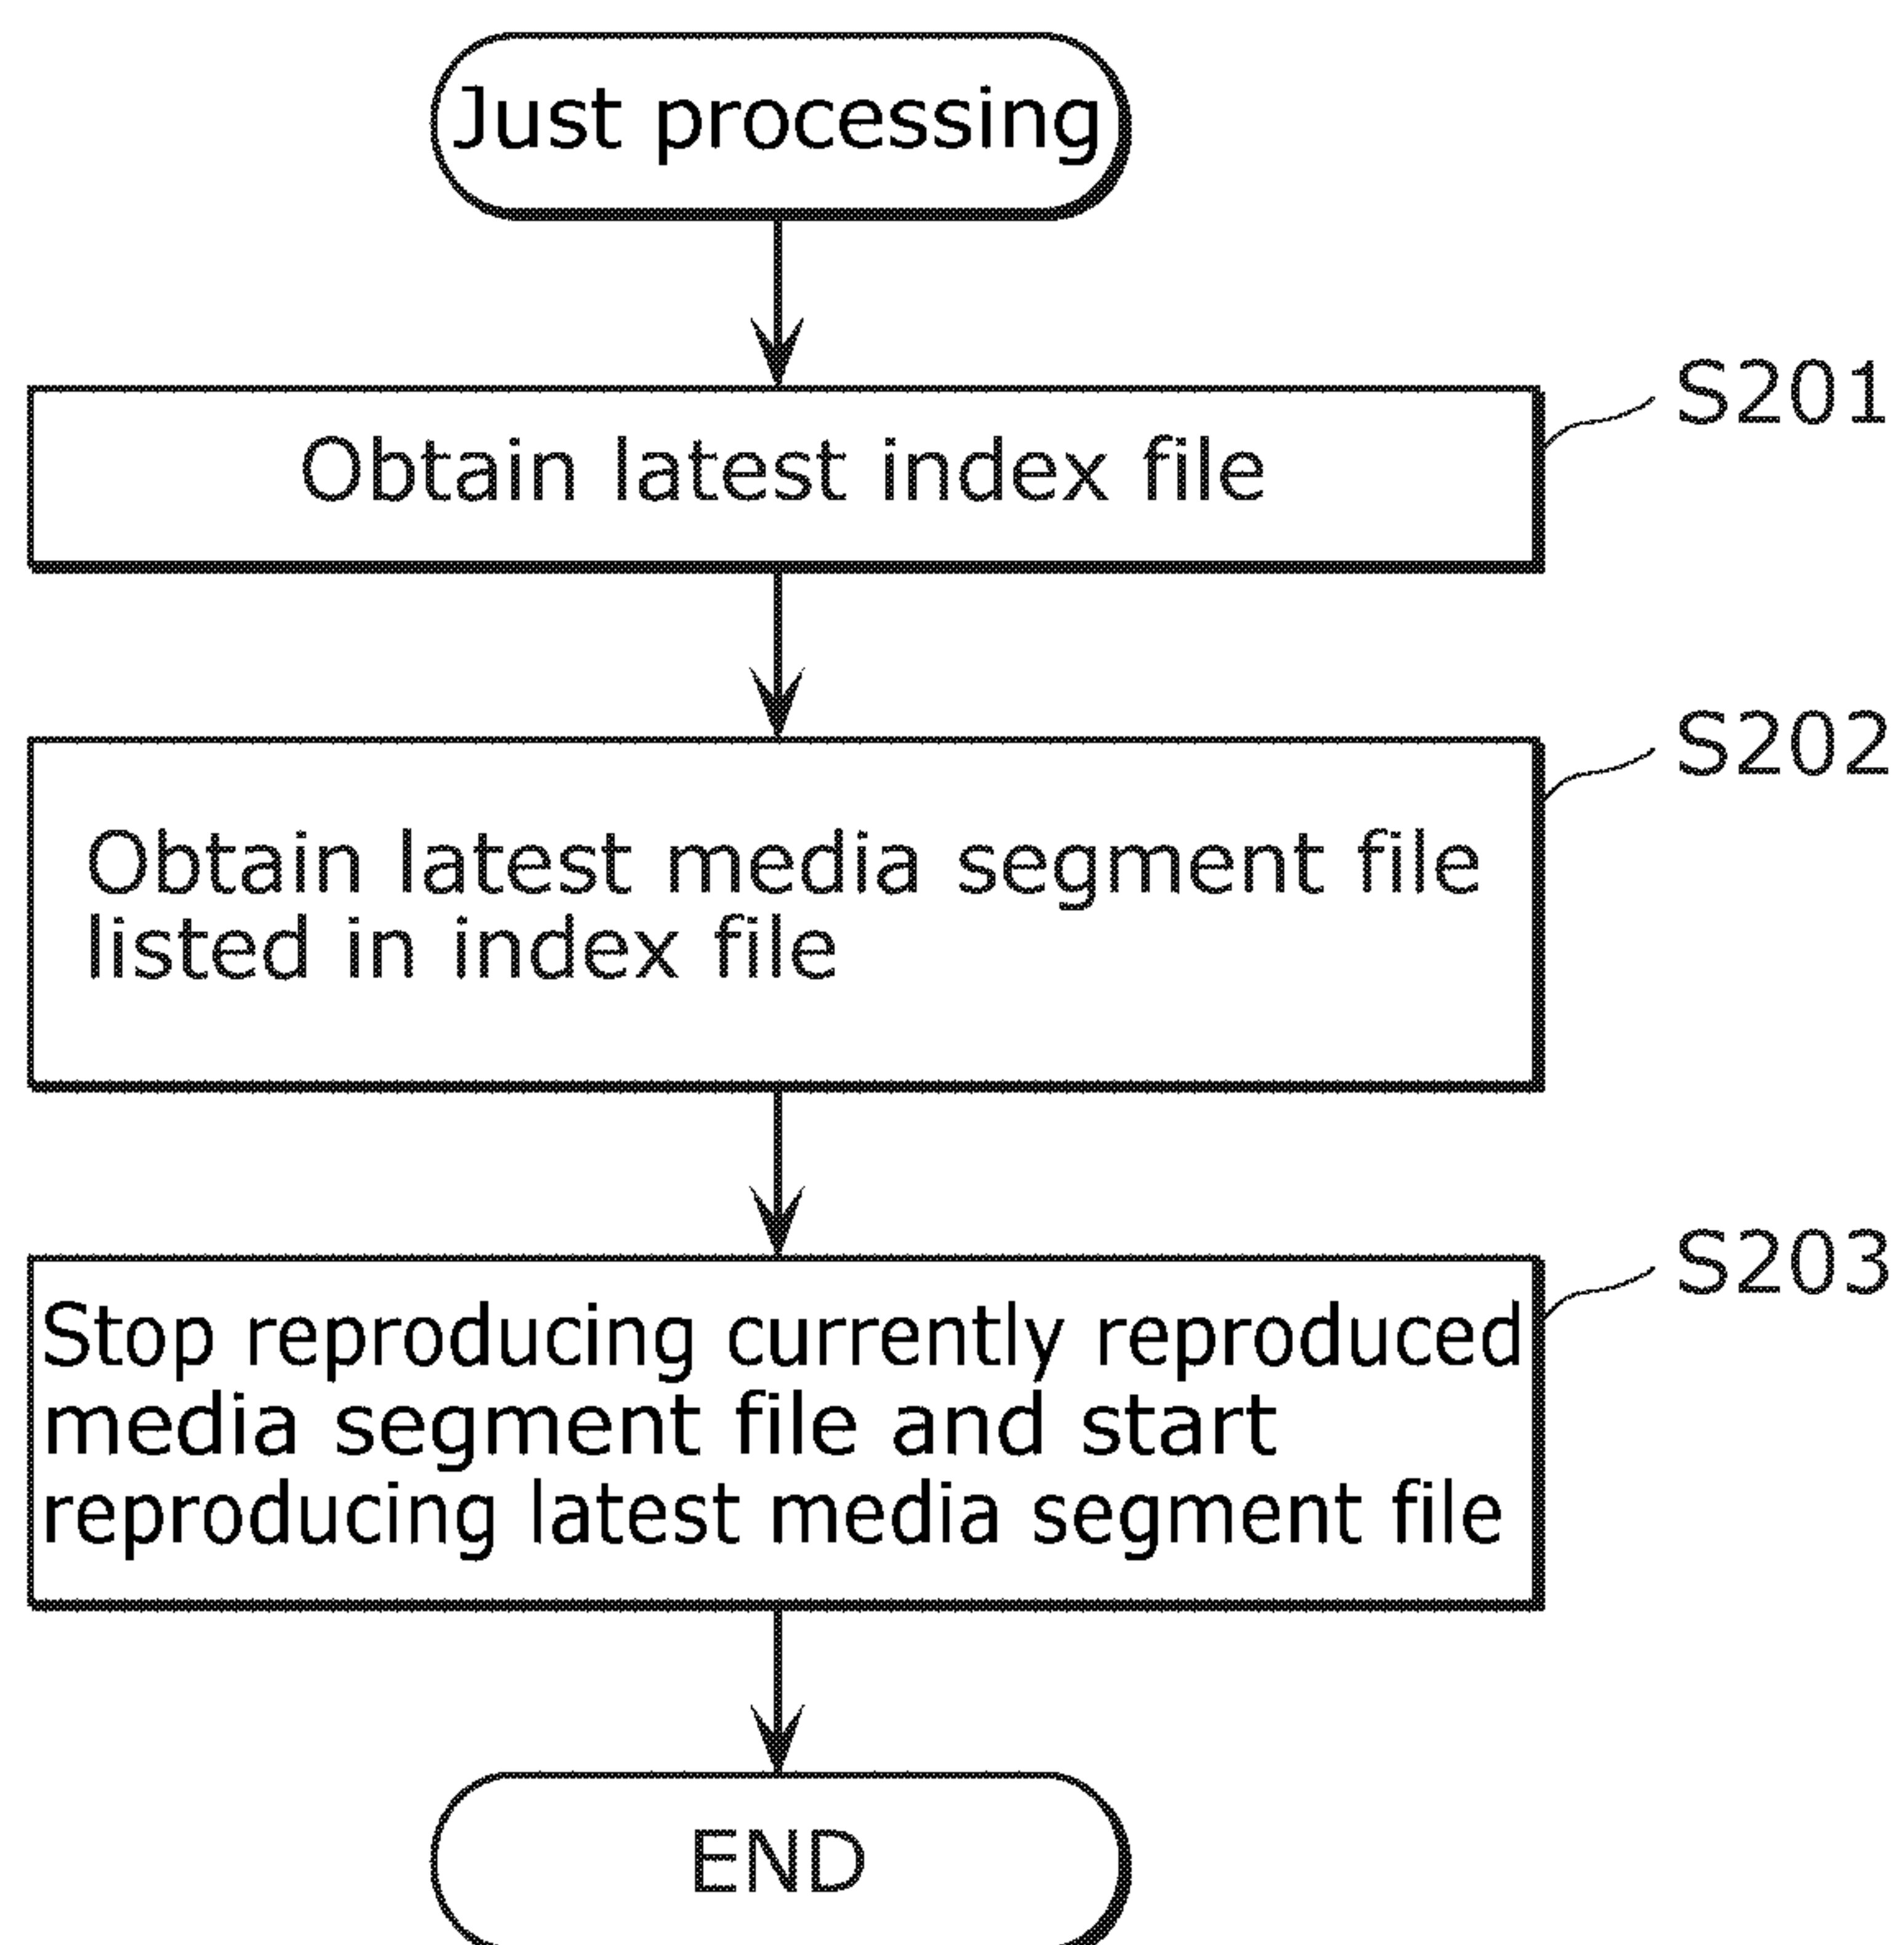 Just processing
S201
Obtain latest index file
S202
Obtain latest media segment file
listed in index file
S203
Stop reproducing currently reproduced
media segment file and start
reproducing latest media segment file
END